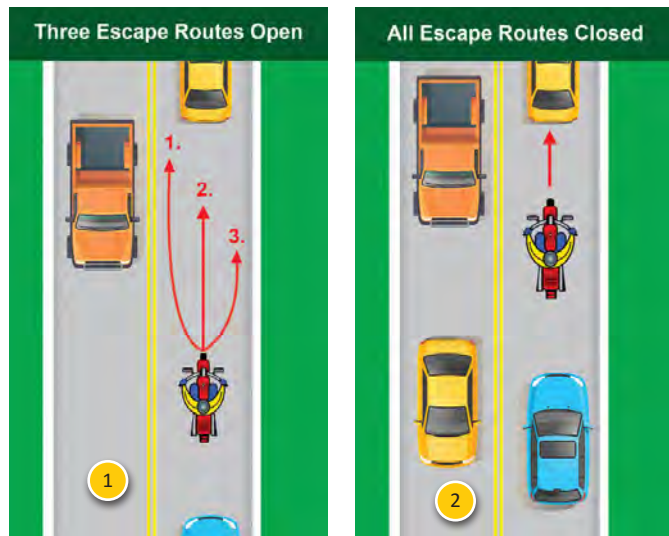 Three Escape Routes Open
1.
2.
3.
1
All Escape Routes Closed
2